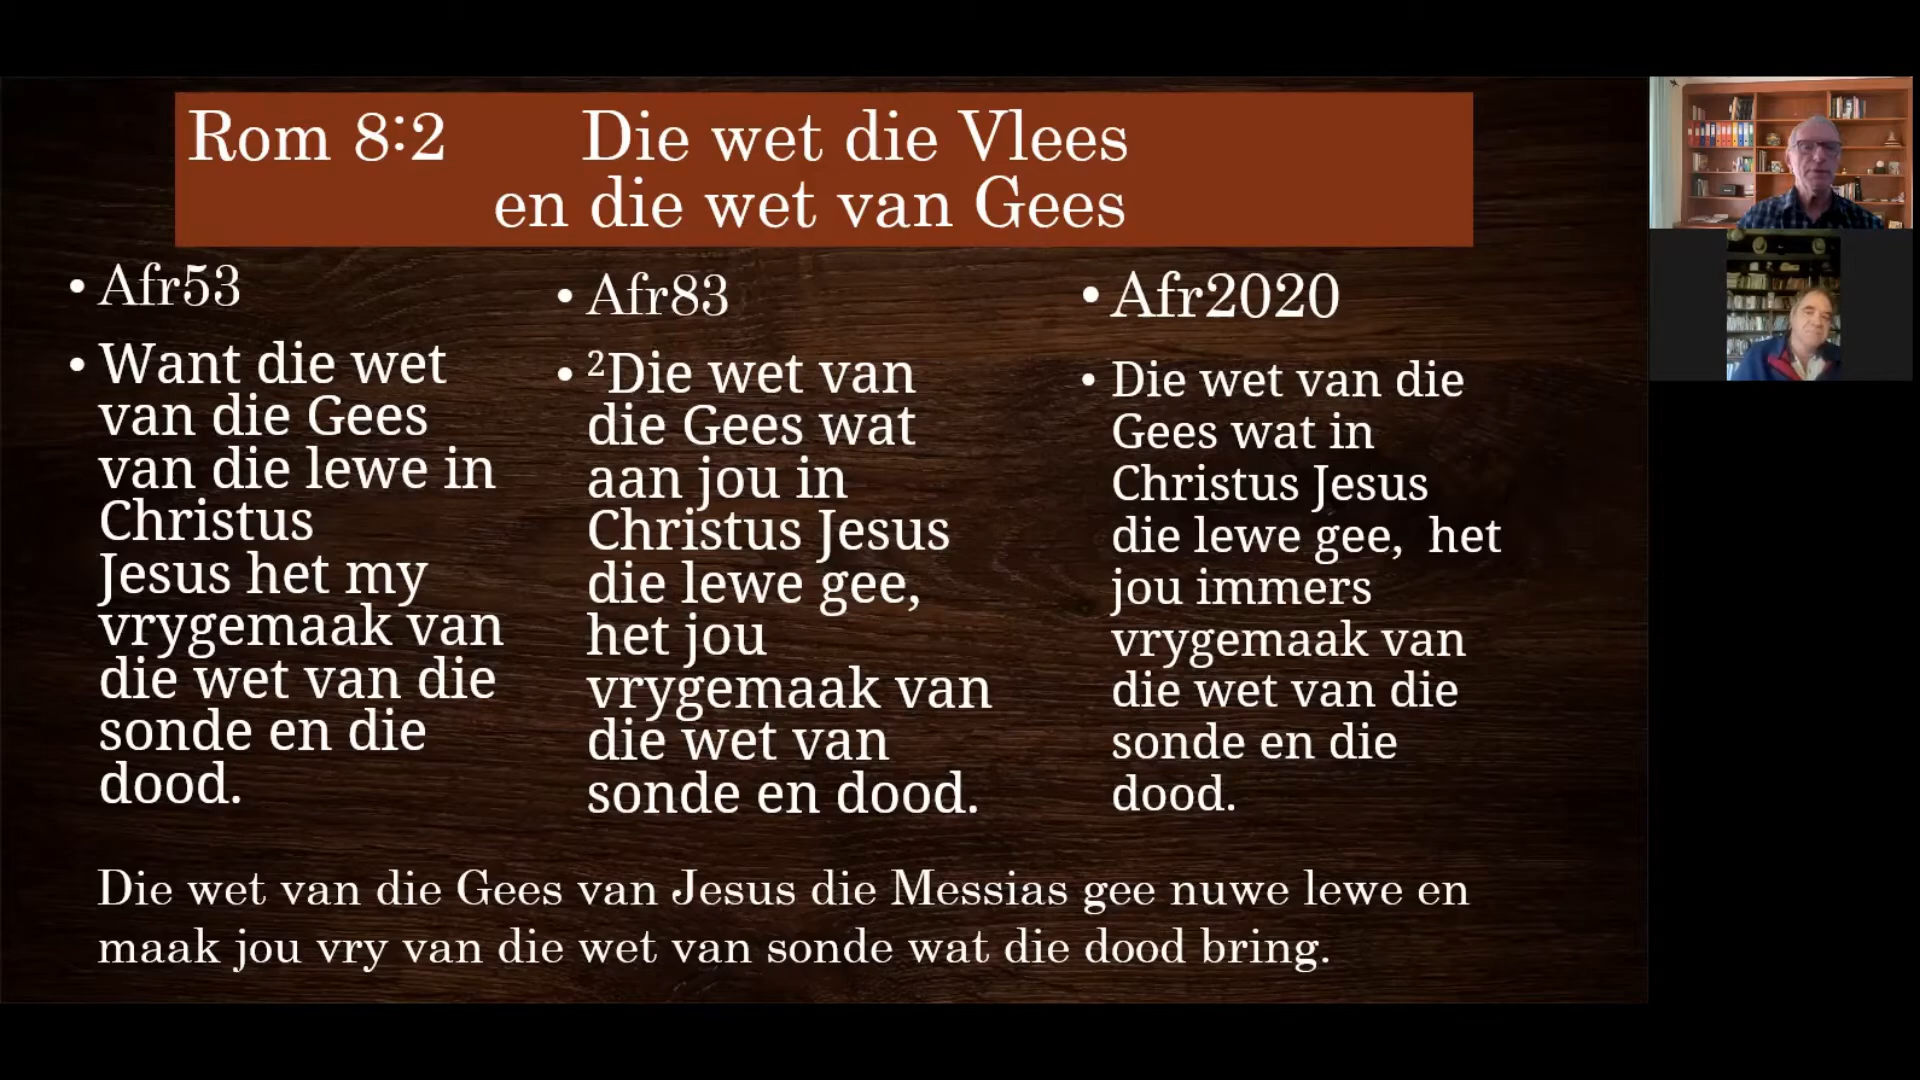 Rom 8:2 Die wet die Vlees
en die wet van Gees
• Afr53
• Want die wet
van die Gees
van die lewe in
Christus
Jesus het my
vrygemaak van
die wet van die
sonde en die
dood.
• Afr83
• ²Die wet van
die Gees wat
aan jou in
Christus Jesus
die lewe gee,
het jou
vrygemaak van
die wet van
sonde en dood.
• Afr2020
• Die wet van die
Gees wat in
Christus Jesus
die lewe gee, het
jou immers
vrygemaak van
die wet van die
sonde en die
dood.
Die wet van die Gees van Jesus die Messias gee nuwe lewe en
maak jou vry van die wet van sonde wat die dood bring.